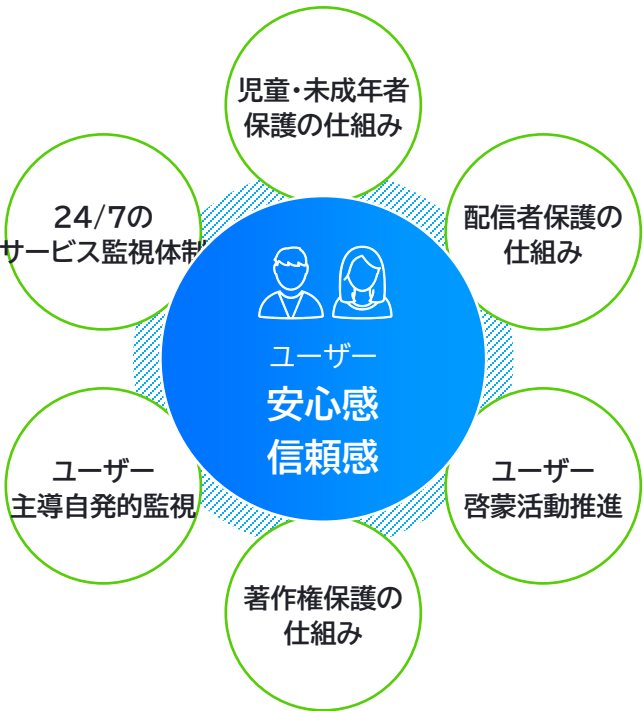 児童・未成年者
保護の仕組み
24/7の
サービス監視体制
配信者保護の
仕組み
ユーザー
安心感
信頼感
ユーザー
主導自発的監視
ユーザー
啓蒙活動推進
著作権保護の
仕組み